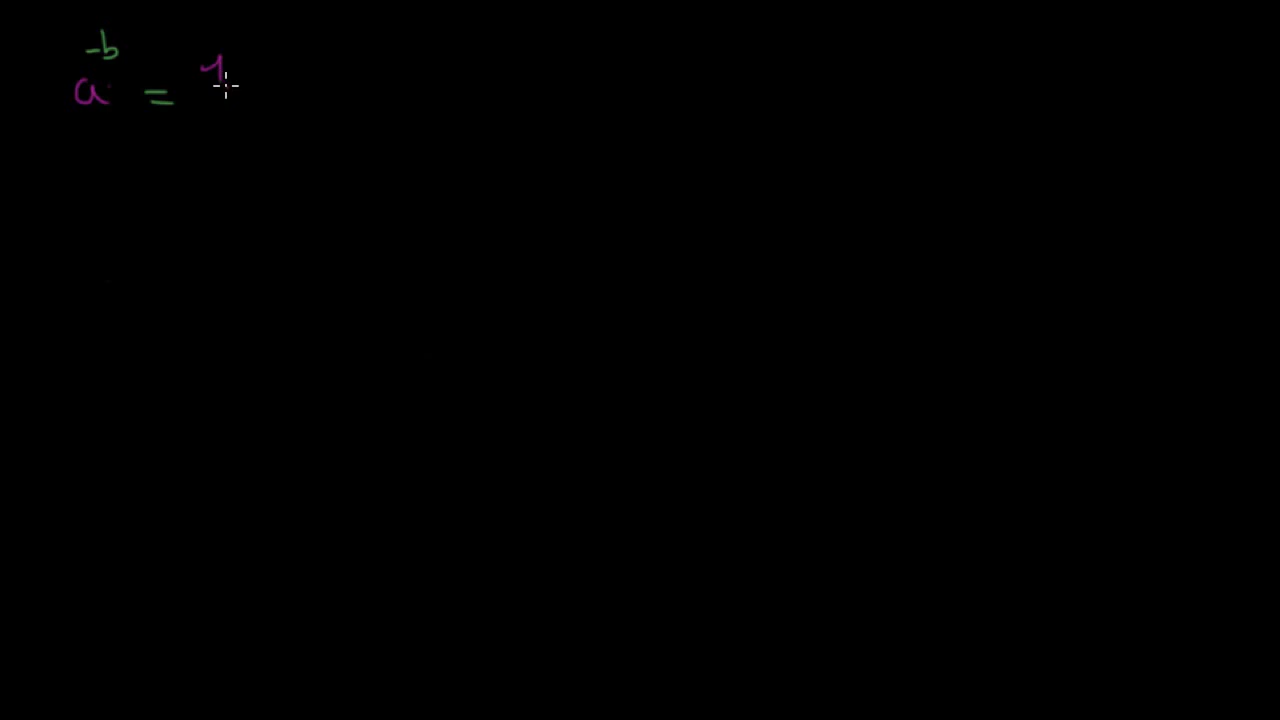 a^{-b} = 1